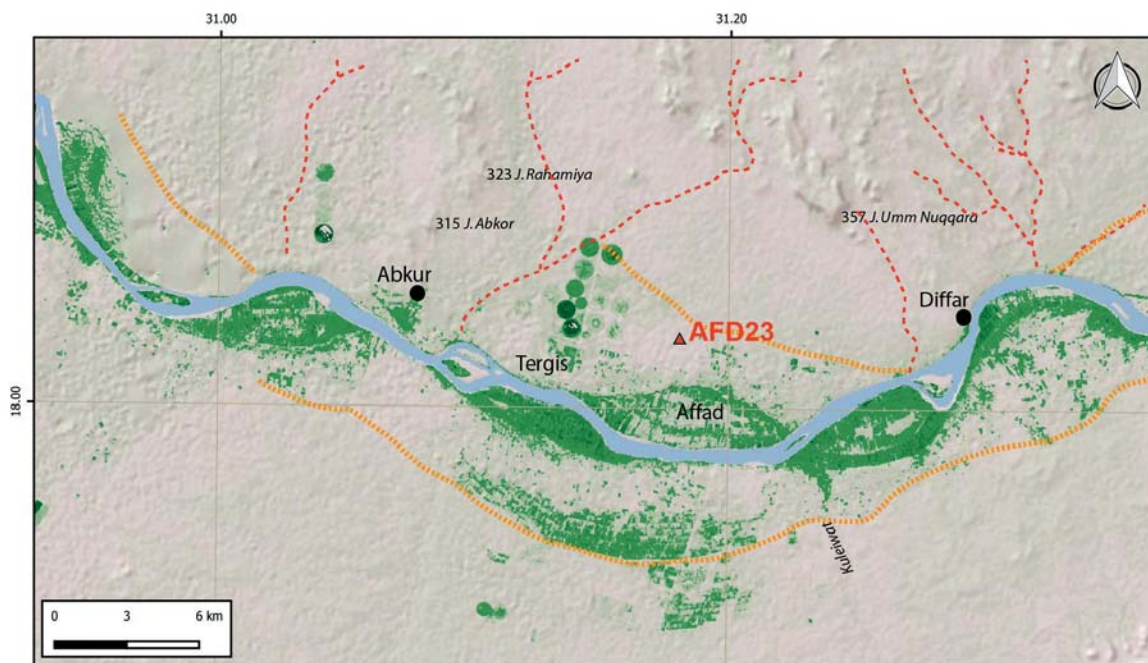 31.00
31.20
323 J. Rahamiya
315 J. Abkor
357 J. Umm Nuqqara
Abkur
Diffar
AFD23
Tergis
18.00
Affad
Kuleiwat
0 3 6 km